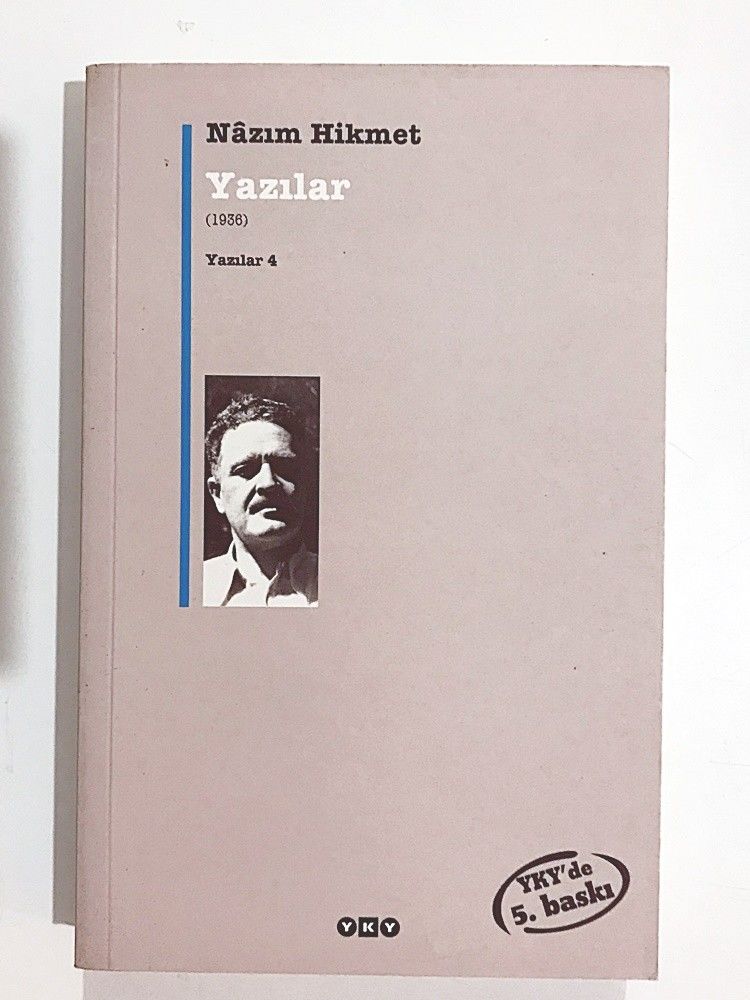 Nâzım Hikmet
Yazılar
(1936)
Yazılar 4
YKY'de
5. baskı
YKY